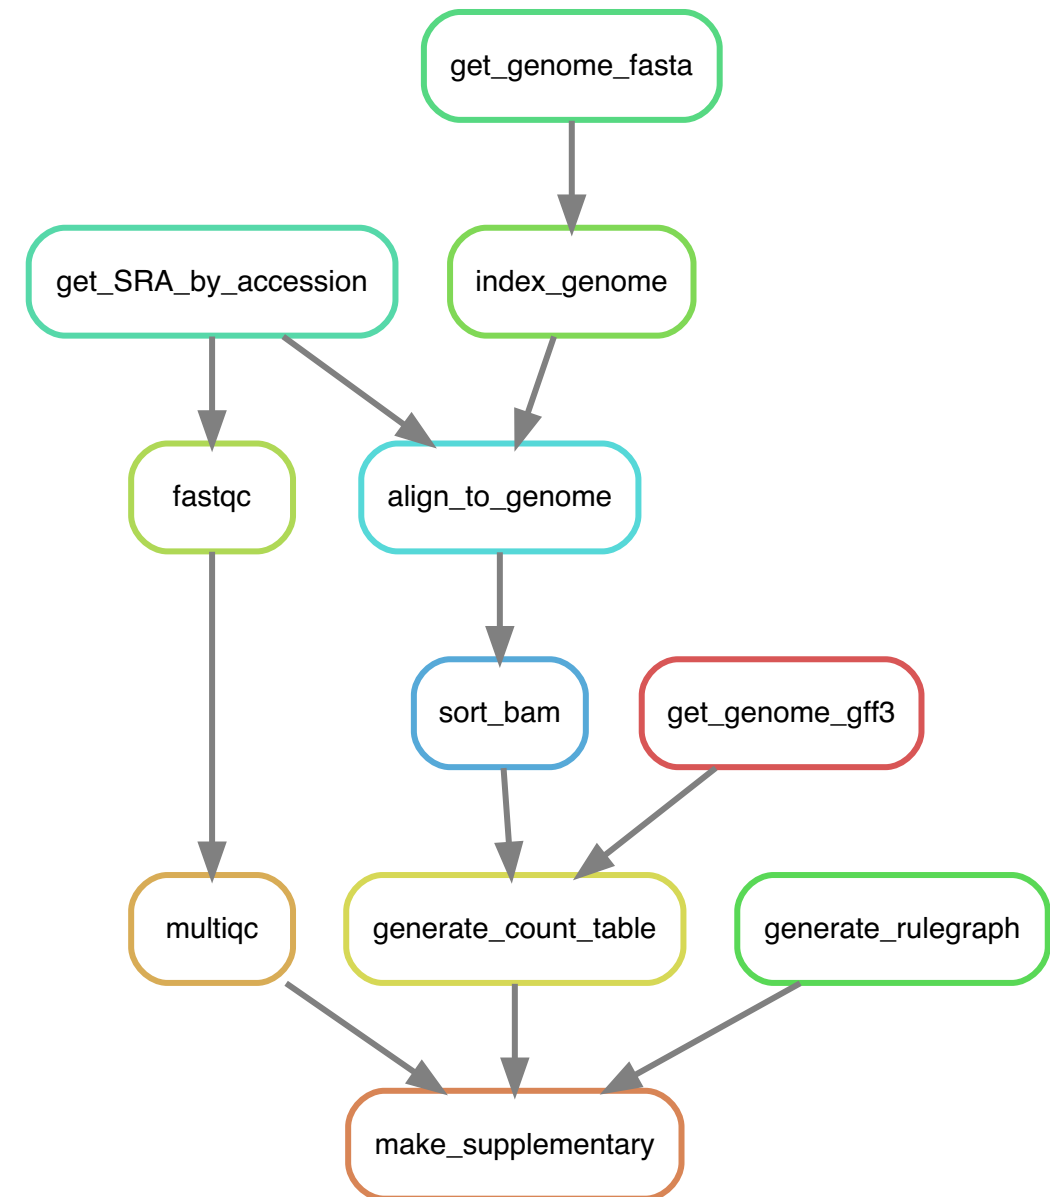 get_genome_fasta
get_SRA_by_accession
index_genome
fastqc
align_to_genome
sort_bam
get_genome_gff3
multiqc
generate_count_table
generate_rulegraph
make_supplementary